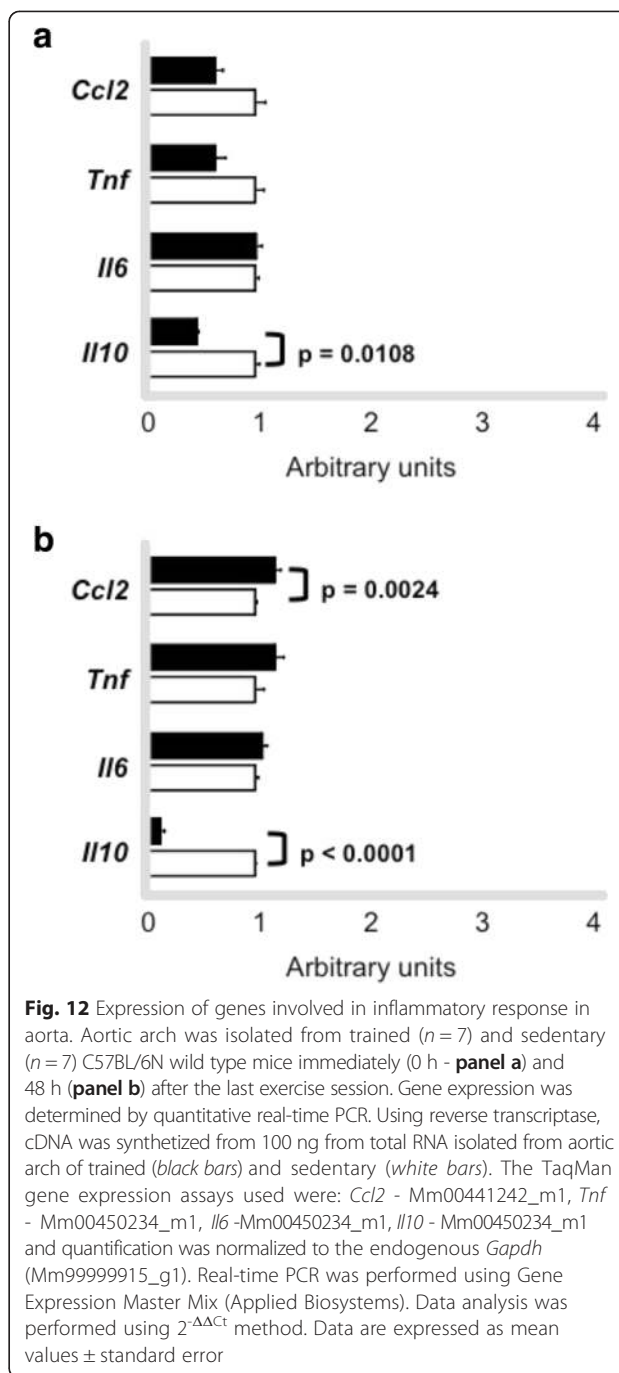 a
Ccl2
Tnf
Il6
Il10
p = 0.0108
0 1 2 3 4
Arbitrary units
b
Ccl2
p = 0.0024
Tnf
Il6
Il10
p < 0.0001
0 1 2 3 4
Arbitrary units
Fig. 12 Expression of genes involved in inflammatory response in
aorta. Aortic arch was isolated from trained (n = 7) and sedentary
(n = 7) C57BL/6N wild type mice immediately (0 h - panel a) and
48 h (panel b) after the last exercise session. Gene expression was
determined by quantitative real-time PCR. Using reverse transcriptase,
cDNA was synthetized from 100 ng from total RNA isolated from aortic
arch of trained (black bars) and sedentary (white bars). The TaqMan
gene expression assays used were: Ccl2 - Mm00441242_m1, Tnf
- Mm00450234_m1, Il6 -Mm00450234_m1, Il10 - Mm00450234_m1
and quantification was normalized to the endogenous Gapdh
(Mm99999915_g1). Real-time PCR was performed using Gene
Expression Master Mix (Applied Biosystems). Data analysis was
performed using 2-ΔΔCt method. Data are expressed as mean
values ± standard error